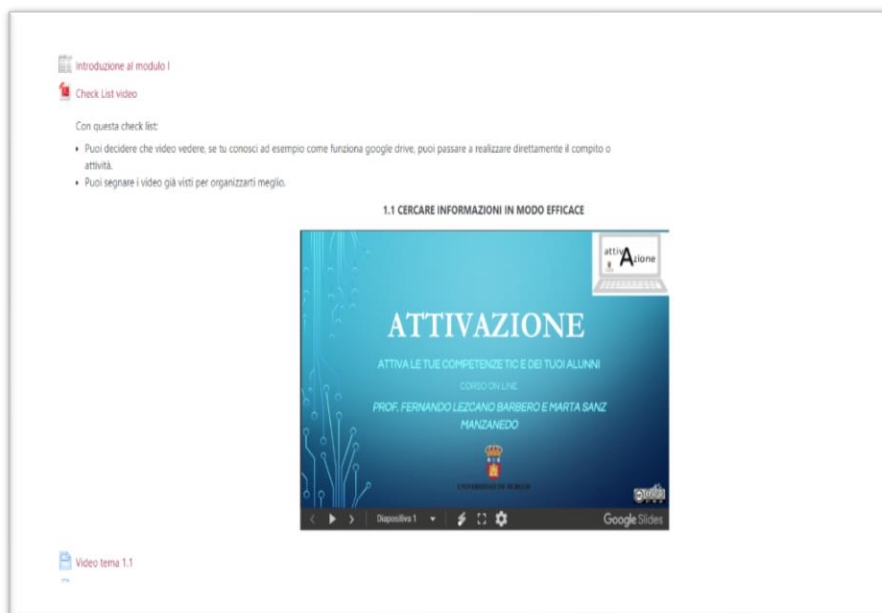 Introduzione al modulo I
Check List video
Con questa check list:
• Puoi decidere che video vedere, se tu conosci ad esempio come funziona google drive, puoi passare a realizzare direttamente il compito o
attività.
• Puoi segnare i video già visti per organizzarti meglio.
1.1 CERCARE INFORMAZIONI IN MODO EFFICACE
attivAzione
ATTIVAZIONE
ATTIVA LE TUE COMPETENZE TIC E DEI TUOI ALUNNI
CORSO ON LINE
PROF. FERNANDO LEZCANO BARBERO E MARTA SANZ
MANZANEDO
UNIVERSIDAD DE BURGOS
Diapositiva 1
Google Slides
Video tema 1.1